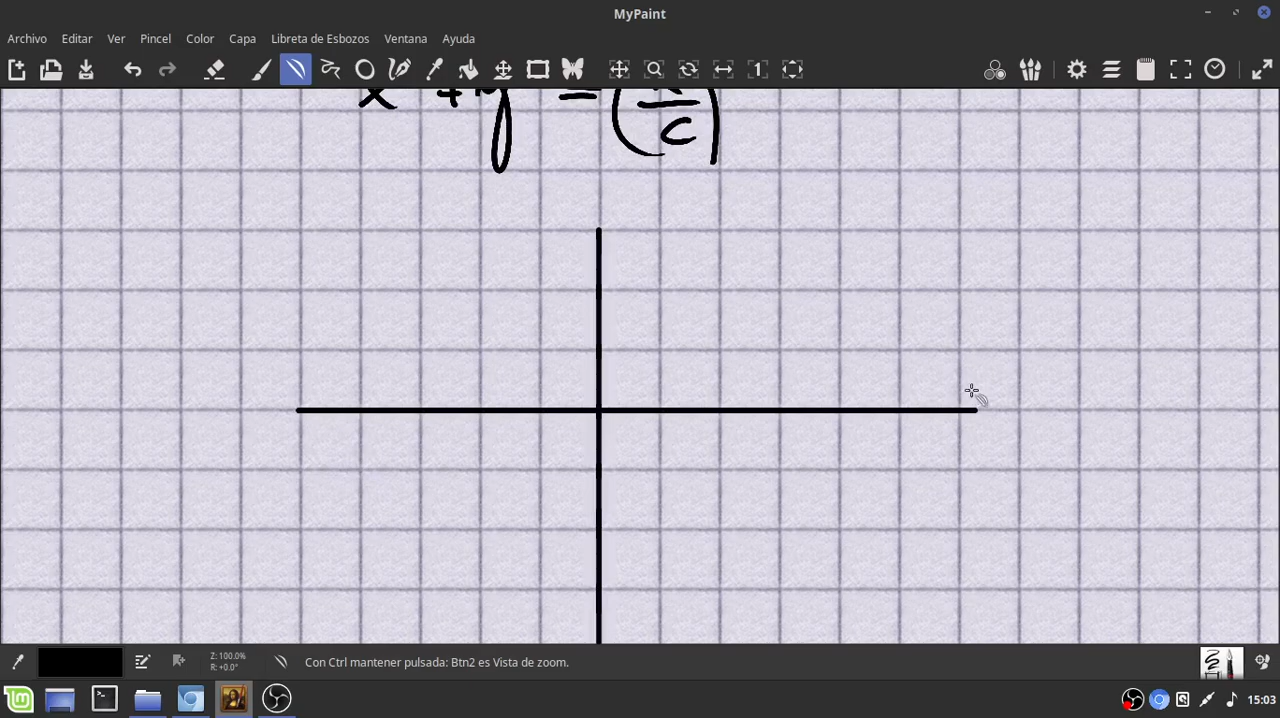 MyPaint
Archivo Editar Ver Pincel Color Capa Libreta de Esbozos Ventana Ayuda
x + y = ( / c )
Z: 100.0%
R: +0.0°
Con Ctrl mantener pulsada: Btn2 es Vista de zoom.
15:03